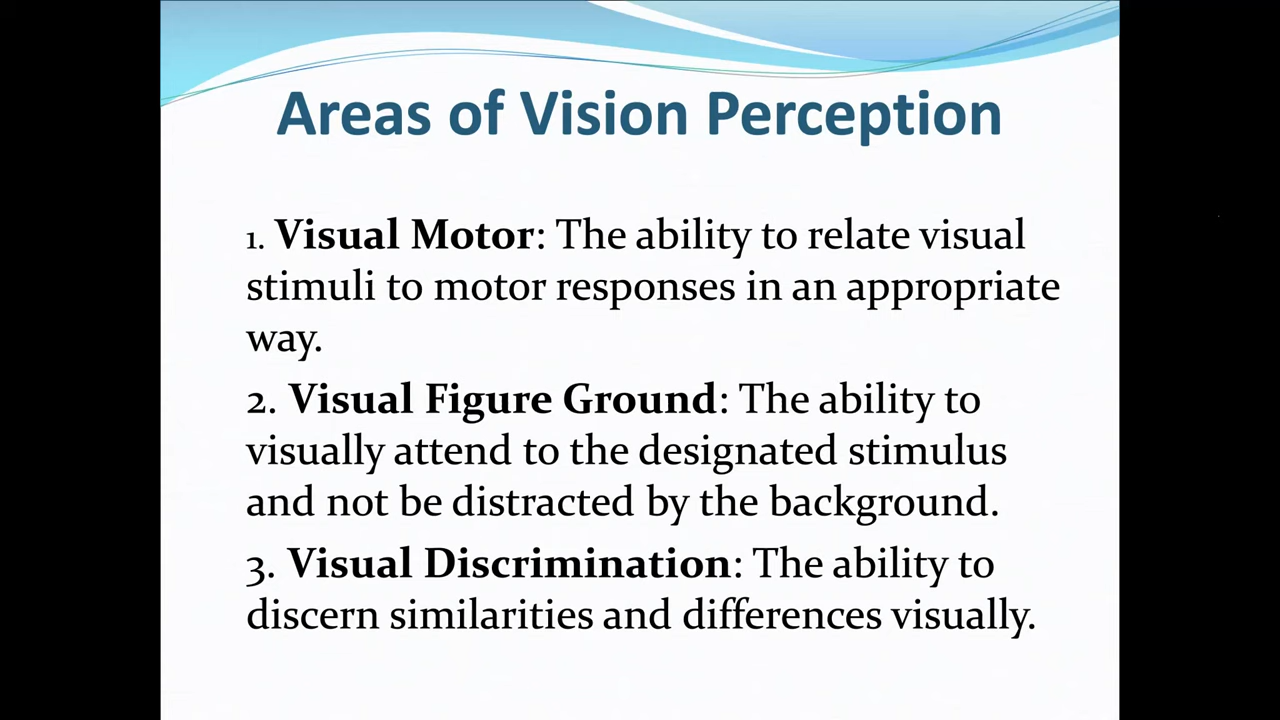 Areas of Vision Perception
1. Visual Motor: The ability to relate visual
stimuli to motor responses in an appropriate
way.
2. Visual Figure Ground: The ability to
visually attend to the designated stimulus
and not be distracted by the background.
3. Visual Discrimination: The ability to
discern similarities and differences visually.